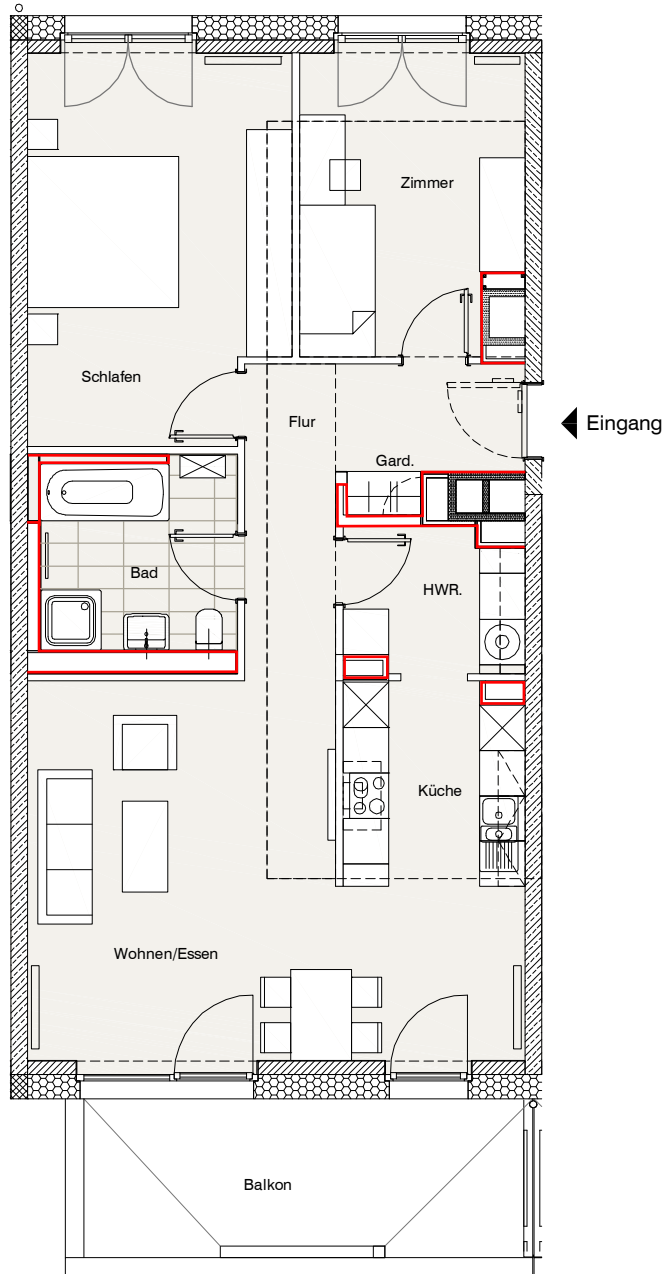 Zimmer
Schlafen
Flur
Eingang
Gard.
Bad
HWR.
Küche
Wohnen/Essen
Balkon